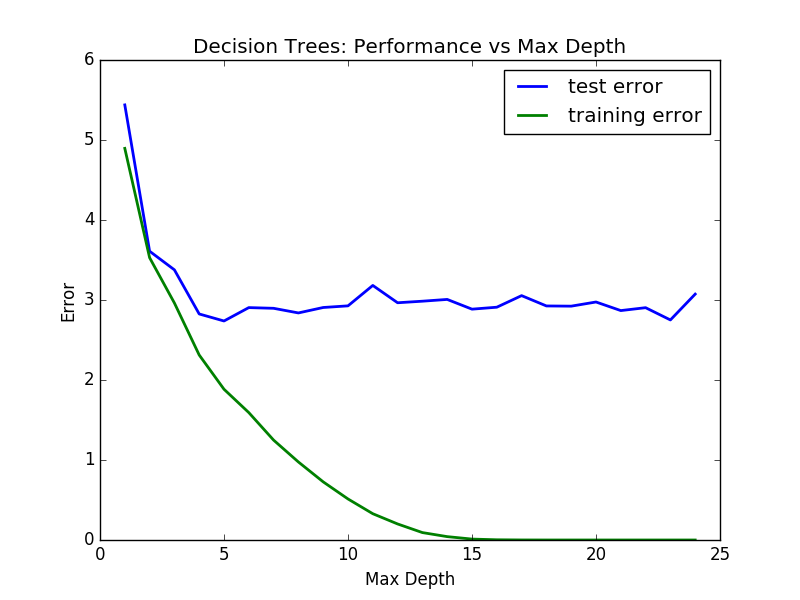 Decision Trees: Performance vs Max Depth
test error
training error
Error
6
5
4
3
2
1
0
0 5 10 15 20 25
Max Depth